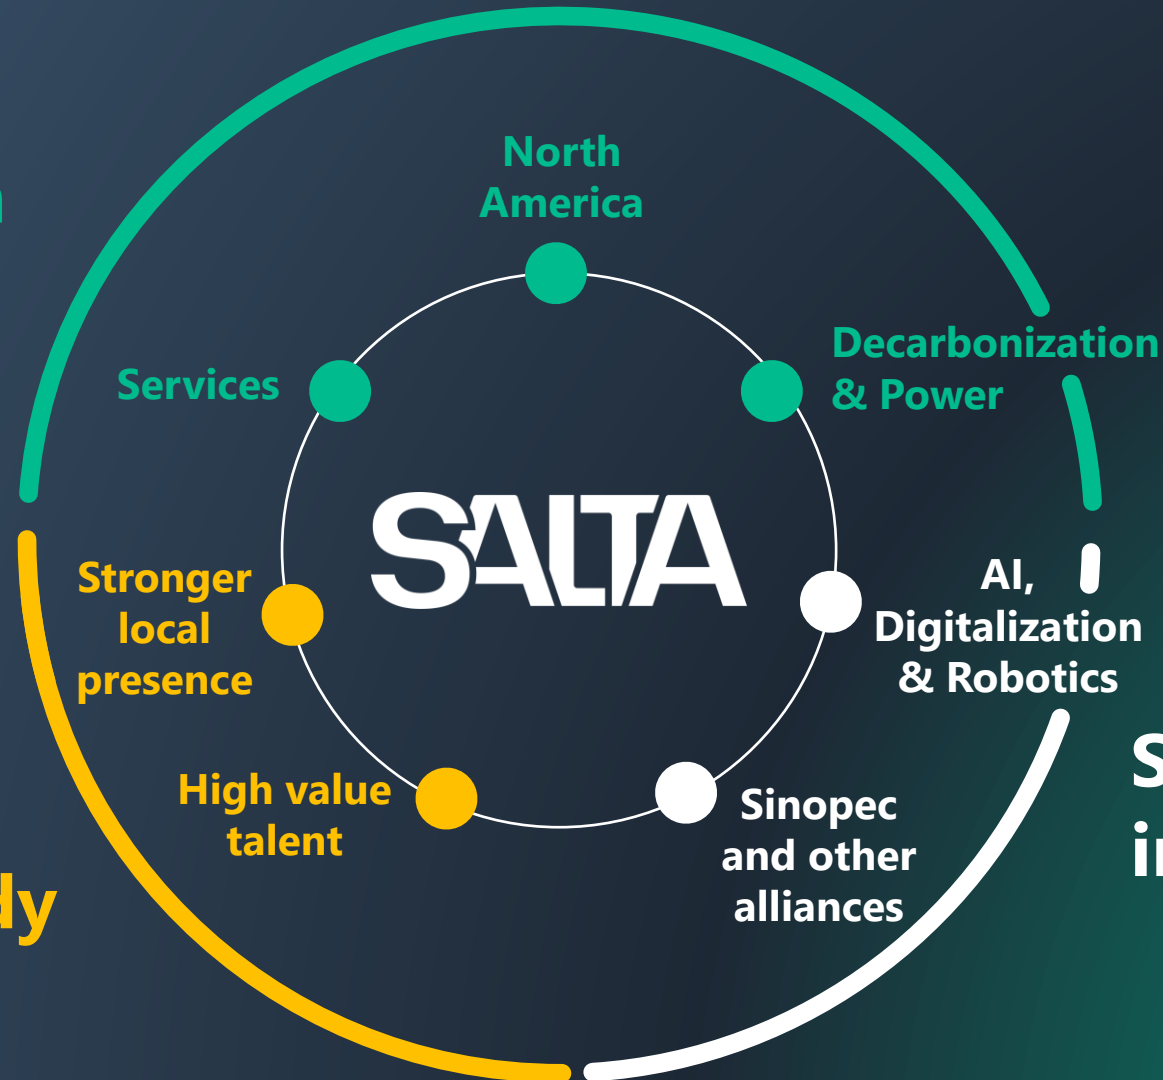 North
America
Decarbonization
& Power
Services
SALTA
AI,
Digitalization
& Robotics
Stronger
local
presence
High value
talent
Sinopec
and other
alliances